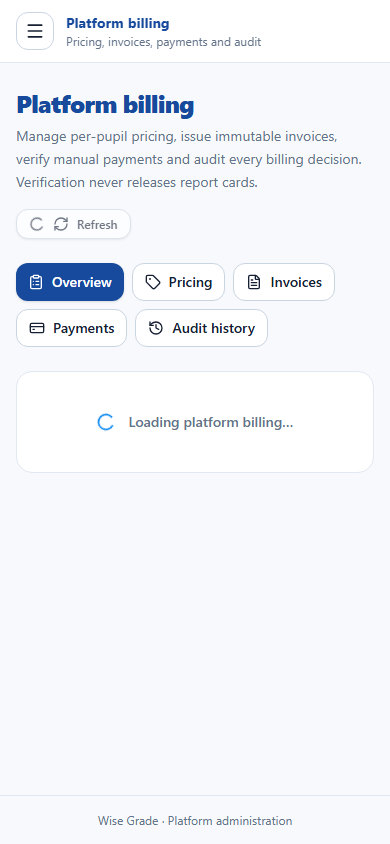 Platform billing
Pricing, invoices, payments and audit
Platform billing
Manage per-pupil pricing, issue immutable invoices,
verify manual payments and audit every billing decision.
Verification never releases report cards.
Refresh
Overview
Pricing
Invoices
Payments
Audit history
Loading platform billing...
Wise Grade · Platform administration